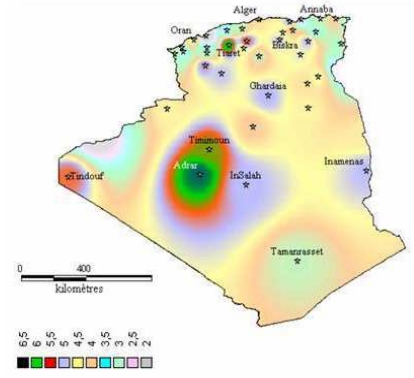 Alger
Annaba
Oran
Tiaret
Biskra
Ghardaia
Timimoun
Adrar
InSalah
Inamenas
Tindouf
Tamanrasset
0 400
kilomètres
6,5 6 5,5 5 4,5 4 3,5 3 2,5 2